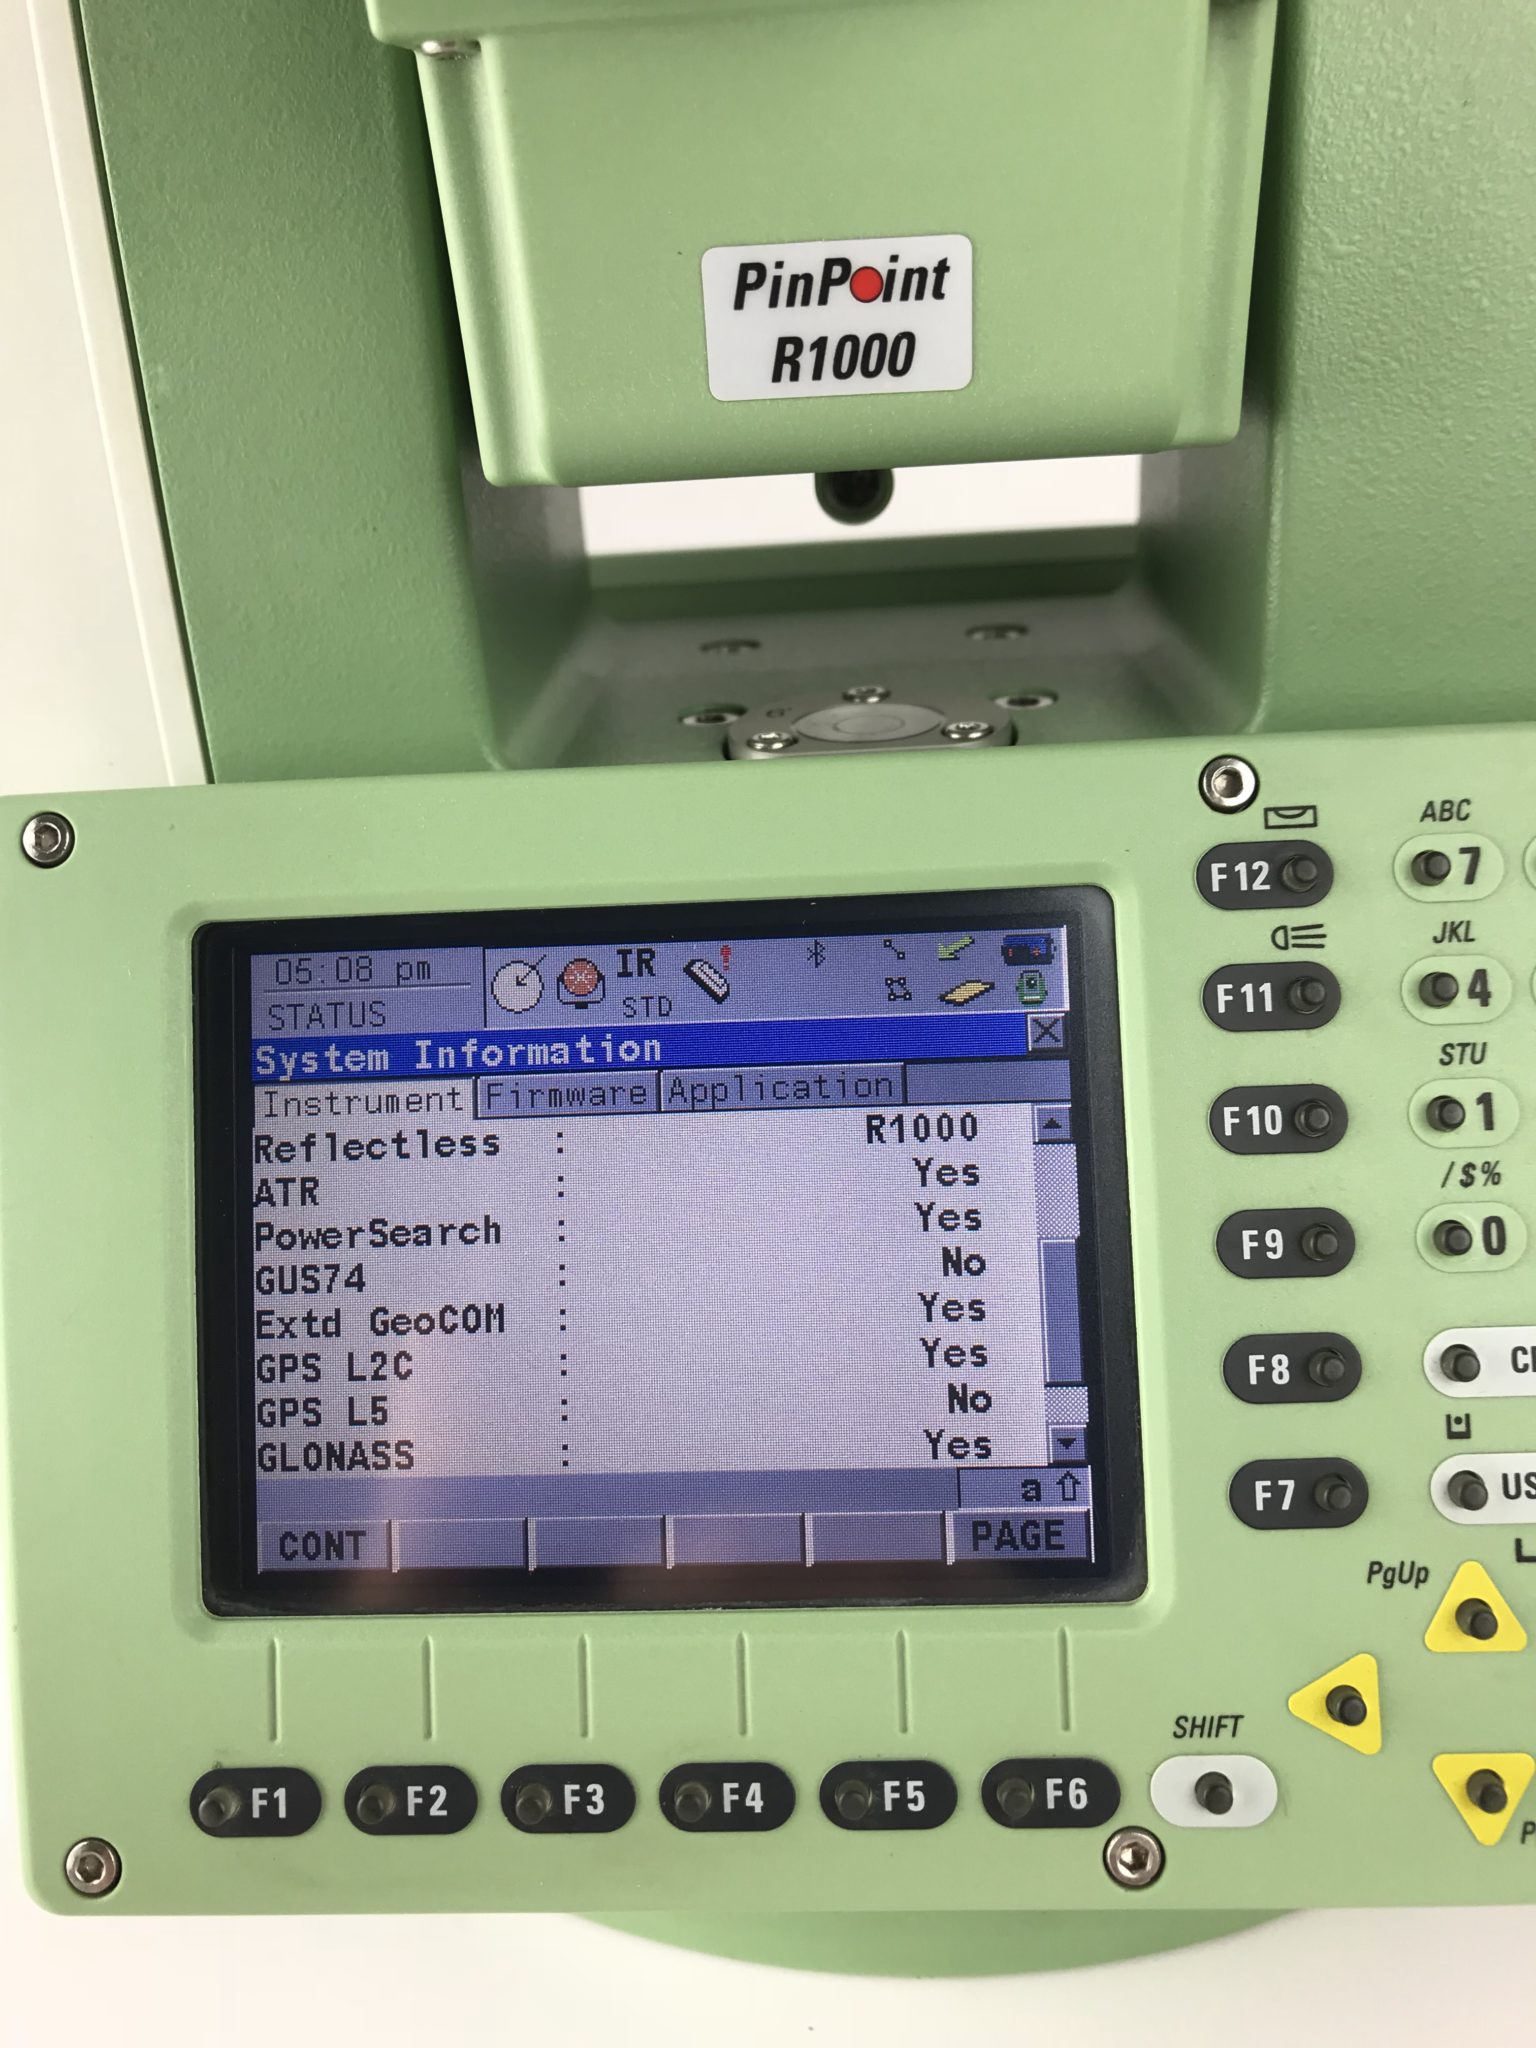 PinPoint
R1000
05:08 pm
STATUS
IR
STD
System Information
Instrument Firmware Application
Reflectless : R1000
ATR : Yes
PowerSearch : Yes
GUS74 : No
Extd GeoCOM : Yes
GPS L2C : Yes
GPS L5 : No
GLONASS : Yes
a
CONT PAGE
F12
ABC
7
F11
JKL
4
F10
STU
1
F9
/$%
0
F8
F7
PgUp
SHIFT
F1 F2 F3 F4 F5 F6